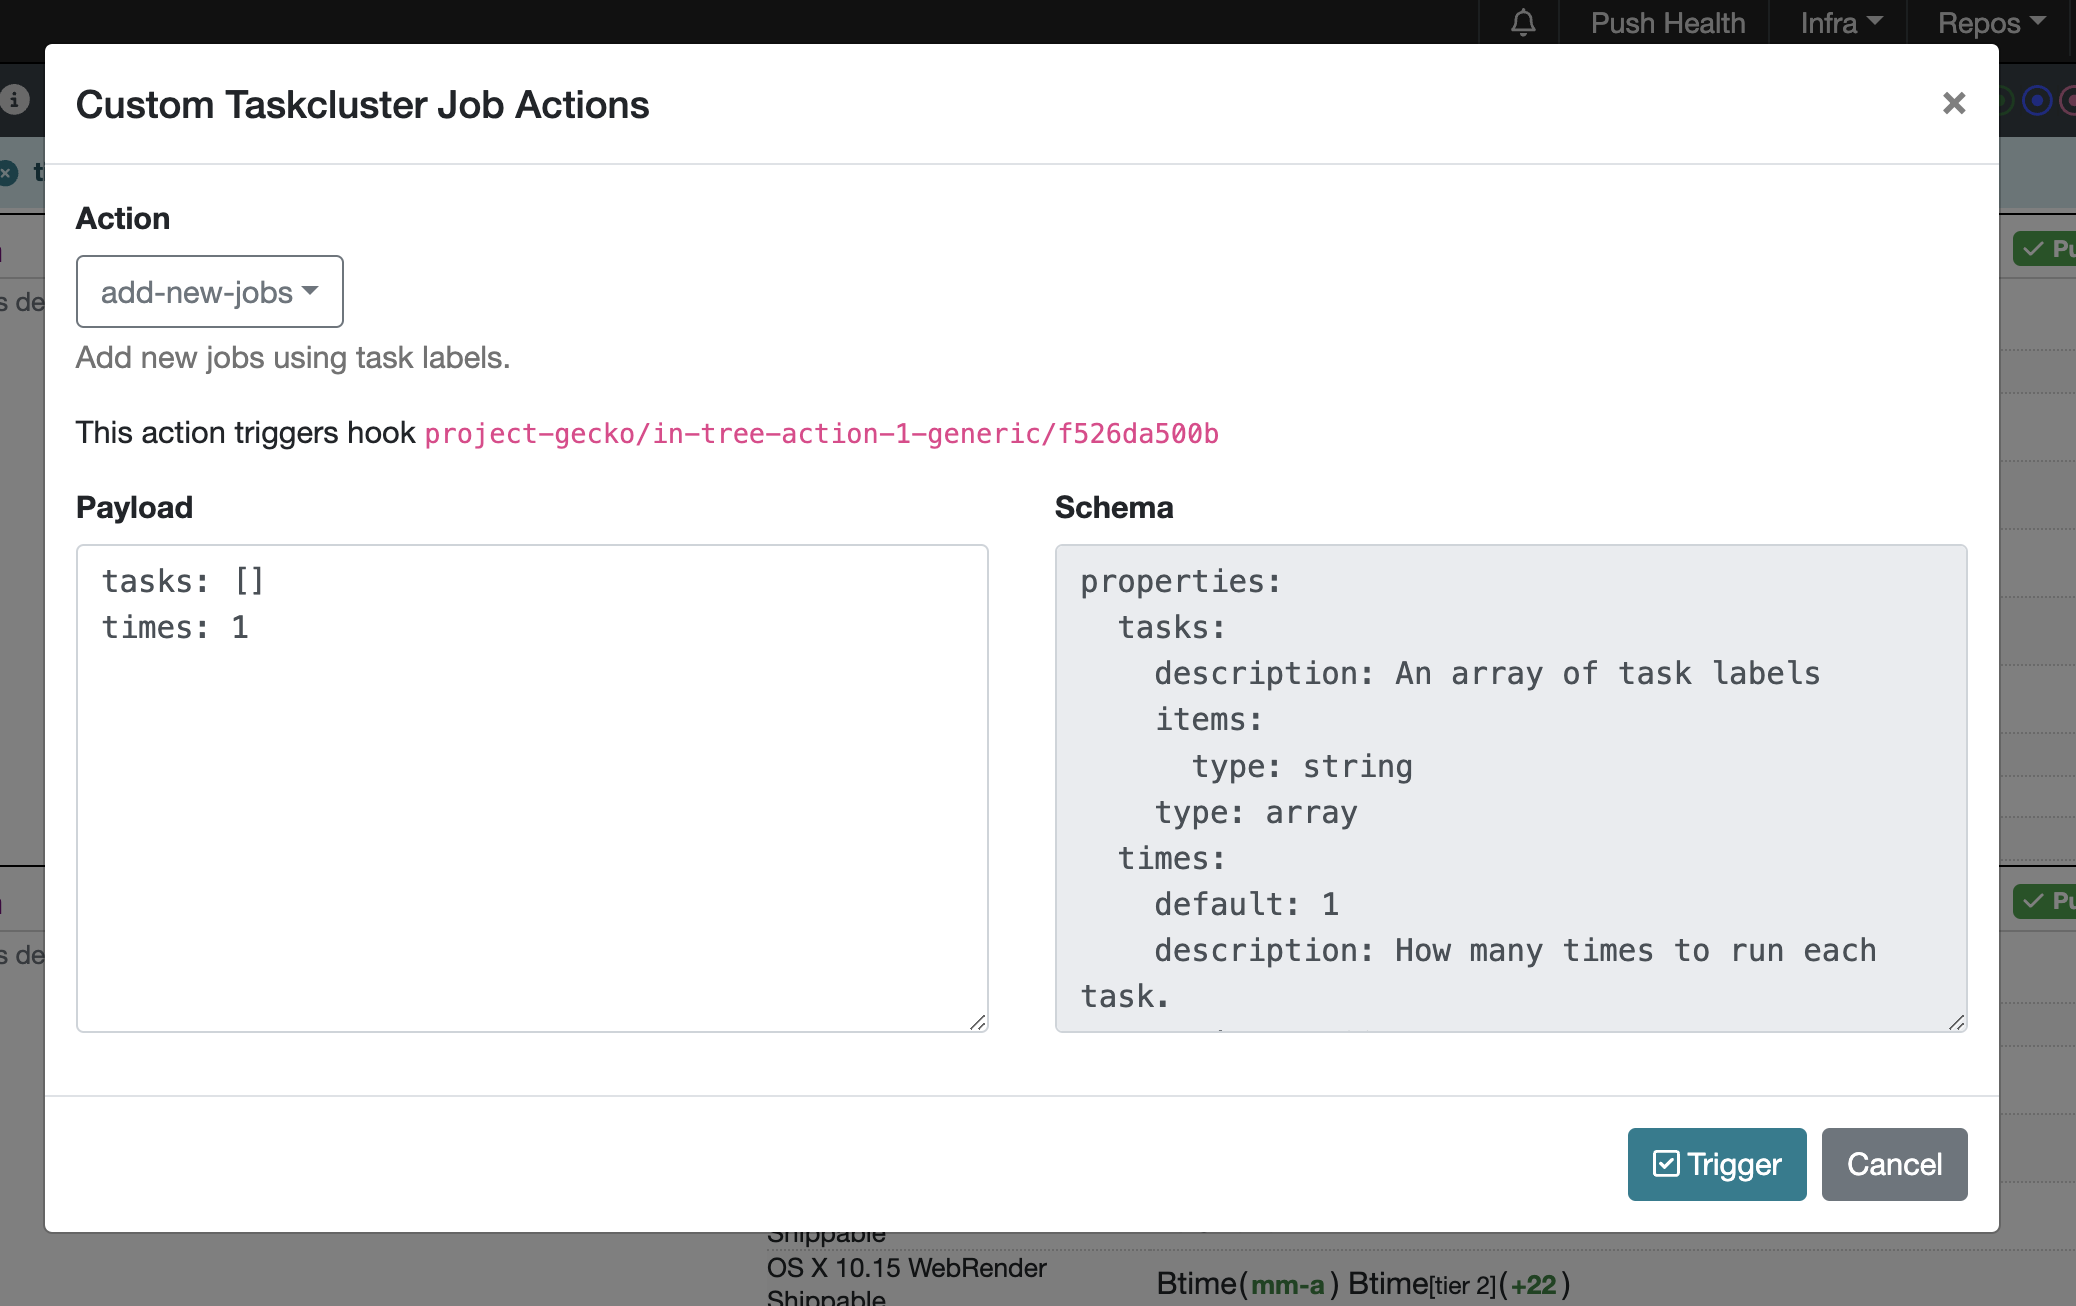 Push Health
Infra
Repos
Custom Taskcluster Job Actions
Action
add-new-jobs
Add new jobs using task labels.
This action triggers hook project-gecko/in-tree-action-1-generic/f526da500b
Payload
Schema
tasks: []
times: 1
properties:
tasks:
description: An array of task labels
items:
type: string
type: array
times:
default: 1
description: How many times to run each
task.
Trigger
Cancel
Shippable
OS X 10.15 WebRender
Shippable
Btime(mm-a) Btime[tier 2](+22)